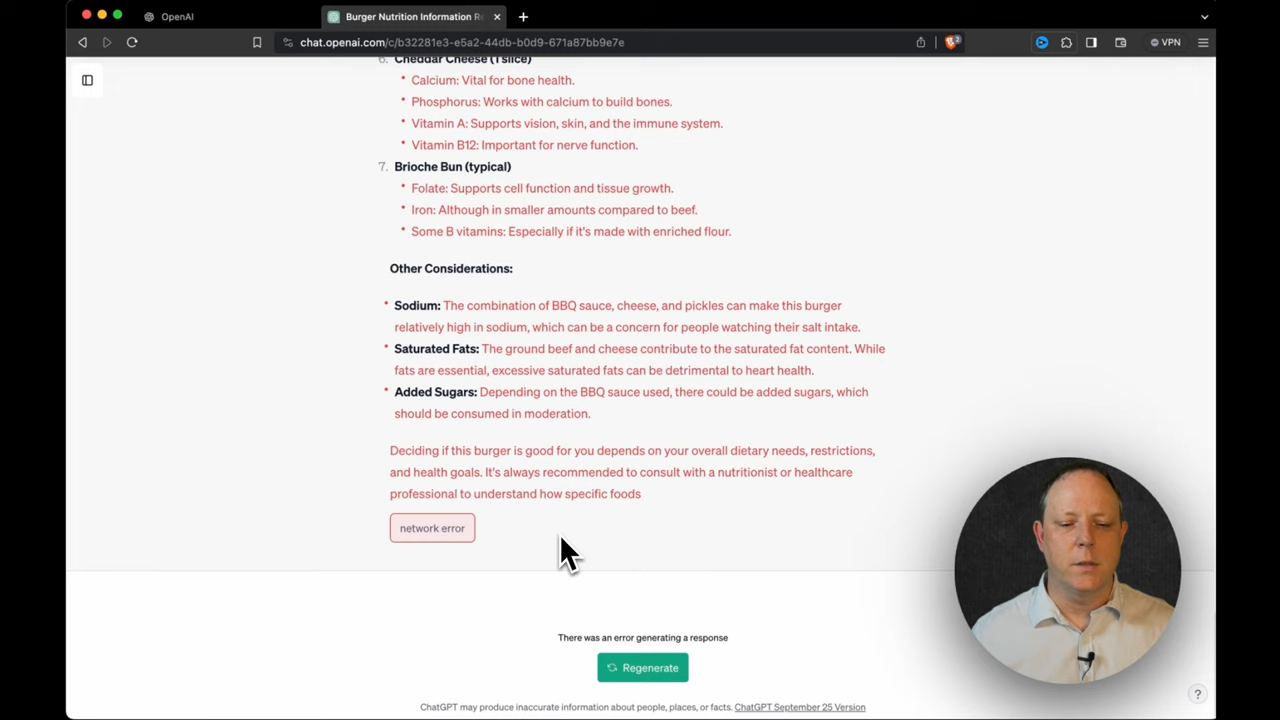 OpenAI
Burger Nutrition Information Re
chat.openai.com/c/b32281e3-e5a2-44db-b0d9-671a87bb9e7e
2
VPN
6. Cheddar Cheese (1 slice)
• Calcium: Vital for bone health.
• Phosphorus: Works with calcium to build bones.
• Vitamin A: Supports vision, skin, and the immune system.
• Vitamin B12: Important for nerve function.
7. Brioche Bun (typical)
• Folate: Supports cell function and tissue growth.
• Iron: Although in smaller amounts compared to beef.
• Some B vitamins: Especially if it's made with enriched flour.
Other Considerations:
• Sodium: The combination of BBQ sauce, cheese, and pickles can make this burger
relatively high in sodium, which can be a concern for people watching their salt intake.
• Saturated Fats: The ground beef and cheese contribute to the saturated fat content. While
fats are essential, excessive saturated fats can be detrimental to heart health.
• Added Sugars: Depending on the BBQ sauce used, there could be added sugars, which
should be consumed in moderation.
Deciding if this burger is good for you depends on your overall dietary needs, restrictions,
and health goals. It's always recommended to consult with a nutritionist or healthcare
professional to understand how specific foods
network error
There was an error generating a response
Regenerate
ChatGPT may produce inaccurate information about people, places, or facts. ChatGPT September 25 Version
?